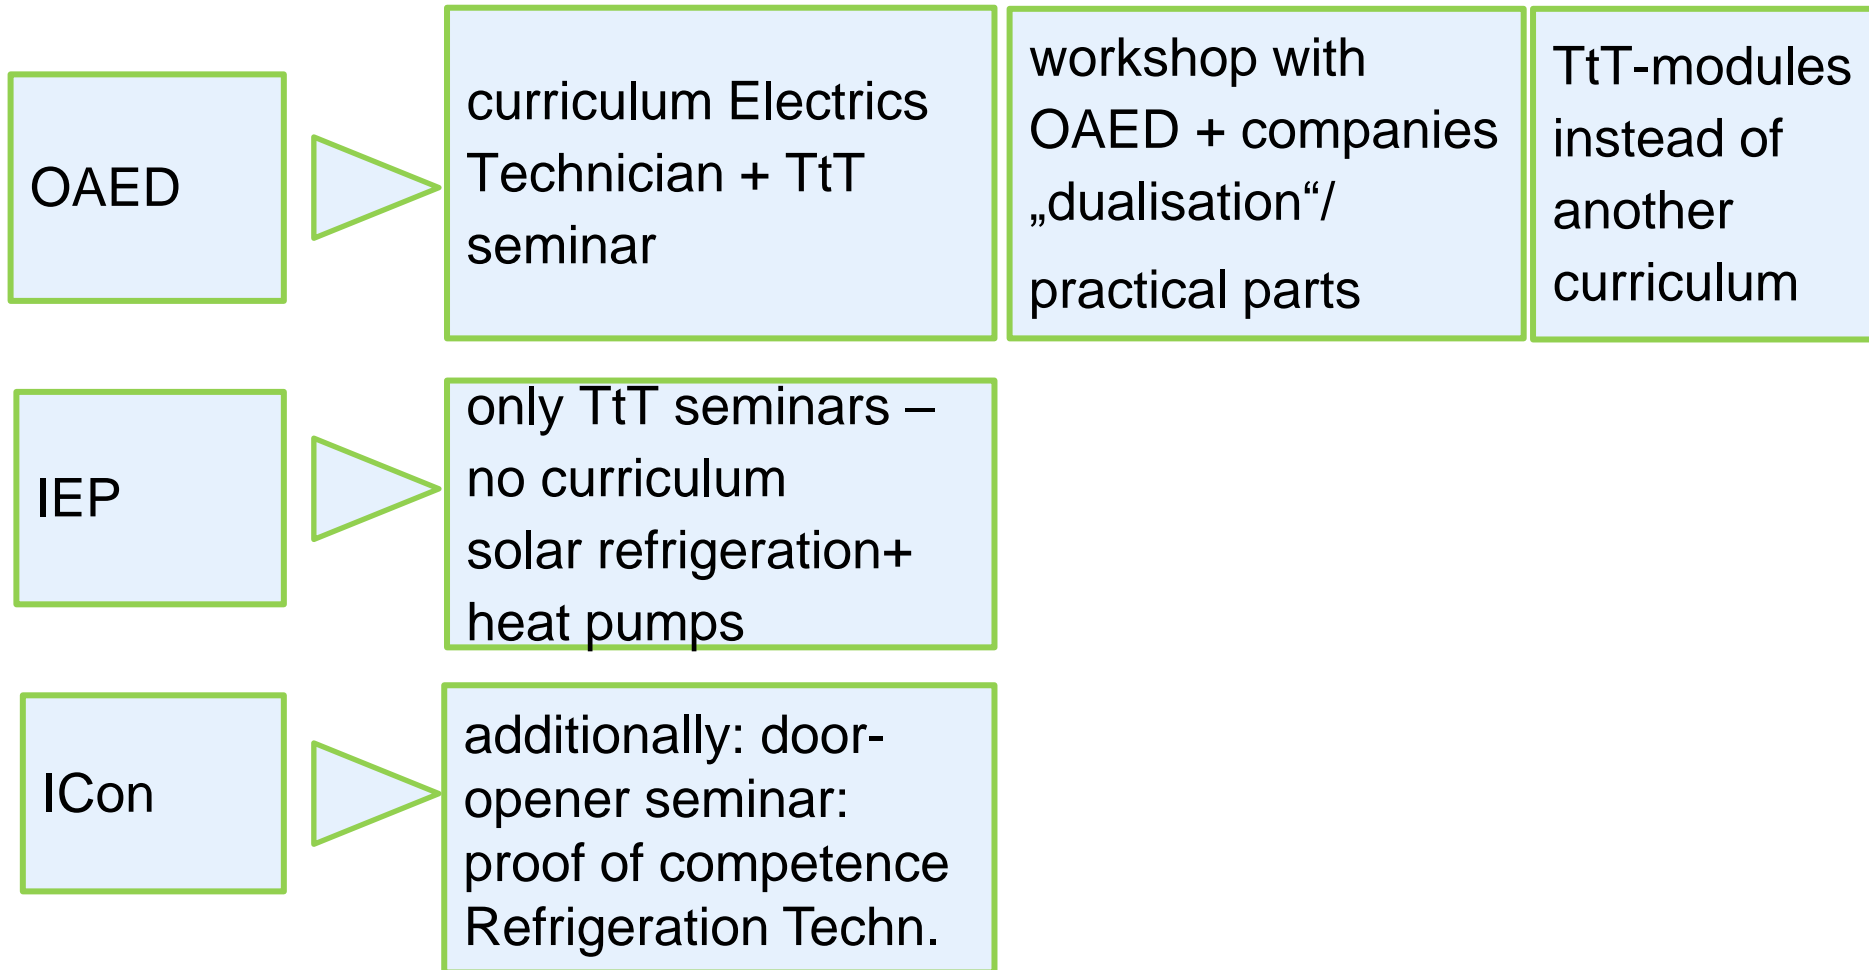 OAED
curriculum Electrics
Technician + TtT
seminar
workshop with
OAED + companies
„dualisation“/
practical parts
TtT-modules
instead of
another
curriculum
IEP
only TtT seminars –
no curriculum
solar refrigeration+
heat pumps
ICon
additionally: door-
opener seminar:
proof of competence
Refrigeration Techn.